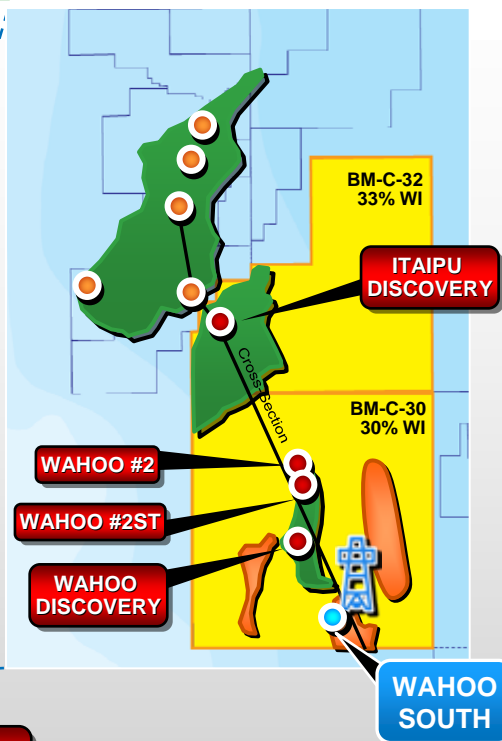 BM-C-32
33% WI
ITAIPU
DISCOVERY
Cross-Section
BM-C-30
30% WI
WAHOO #2
WAHOO #2ST
WAHOO
DISCOVERY
WAHOO
SOUTH